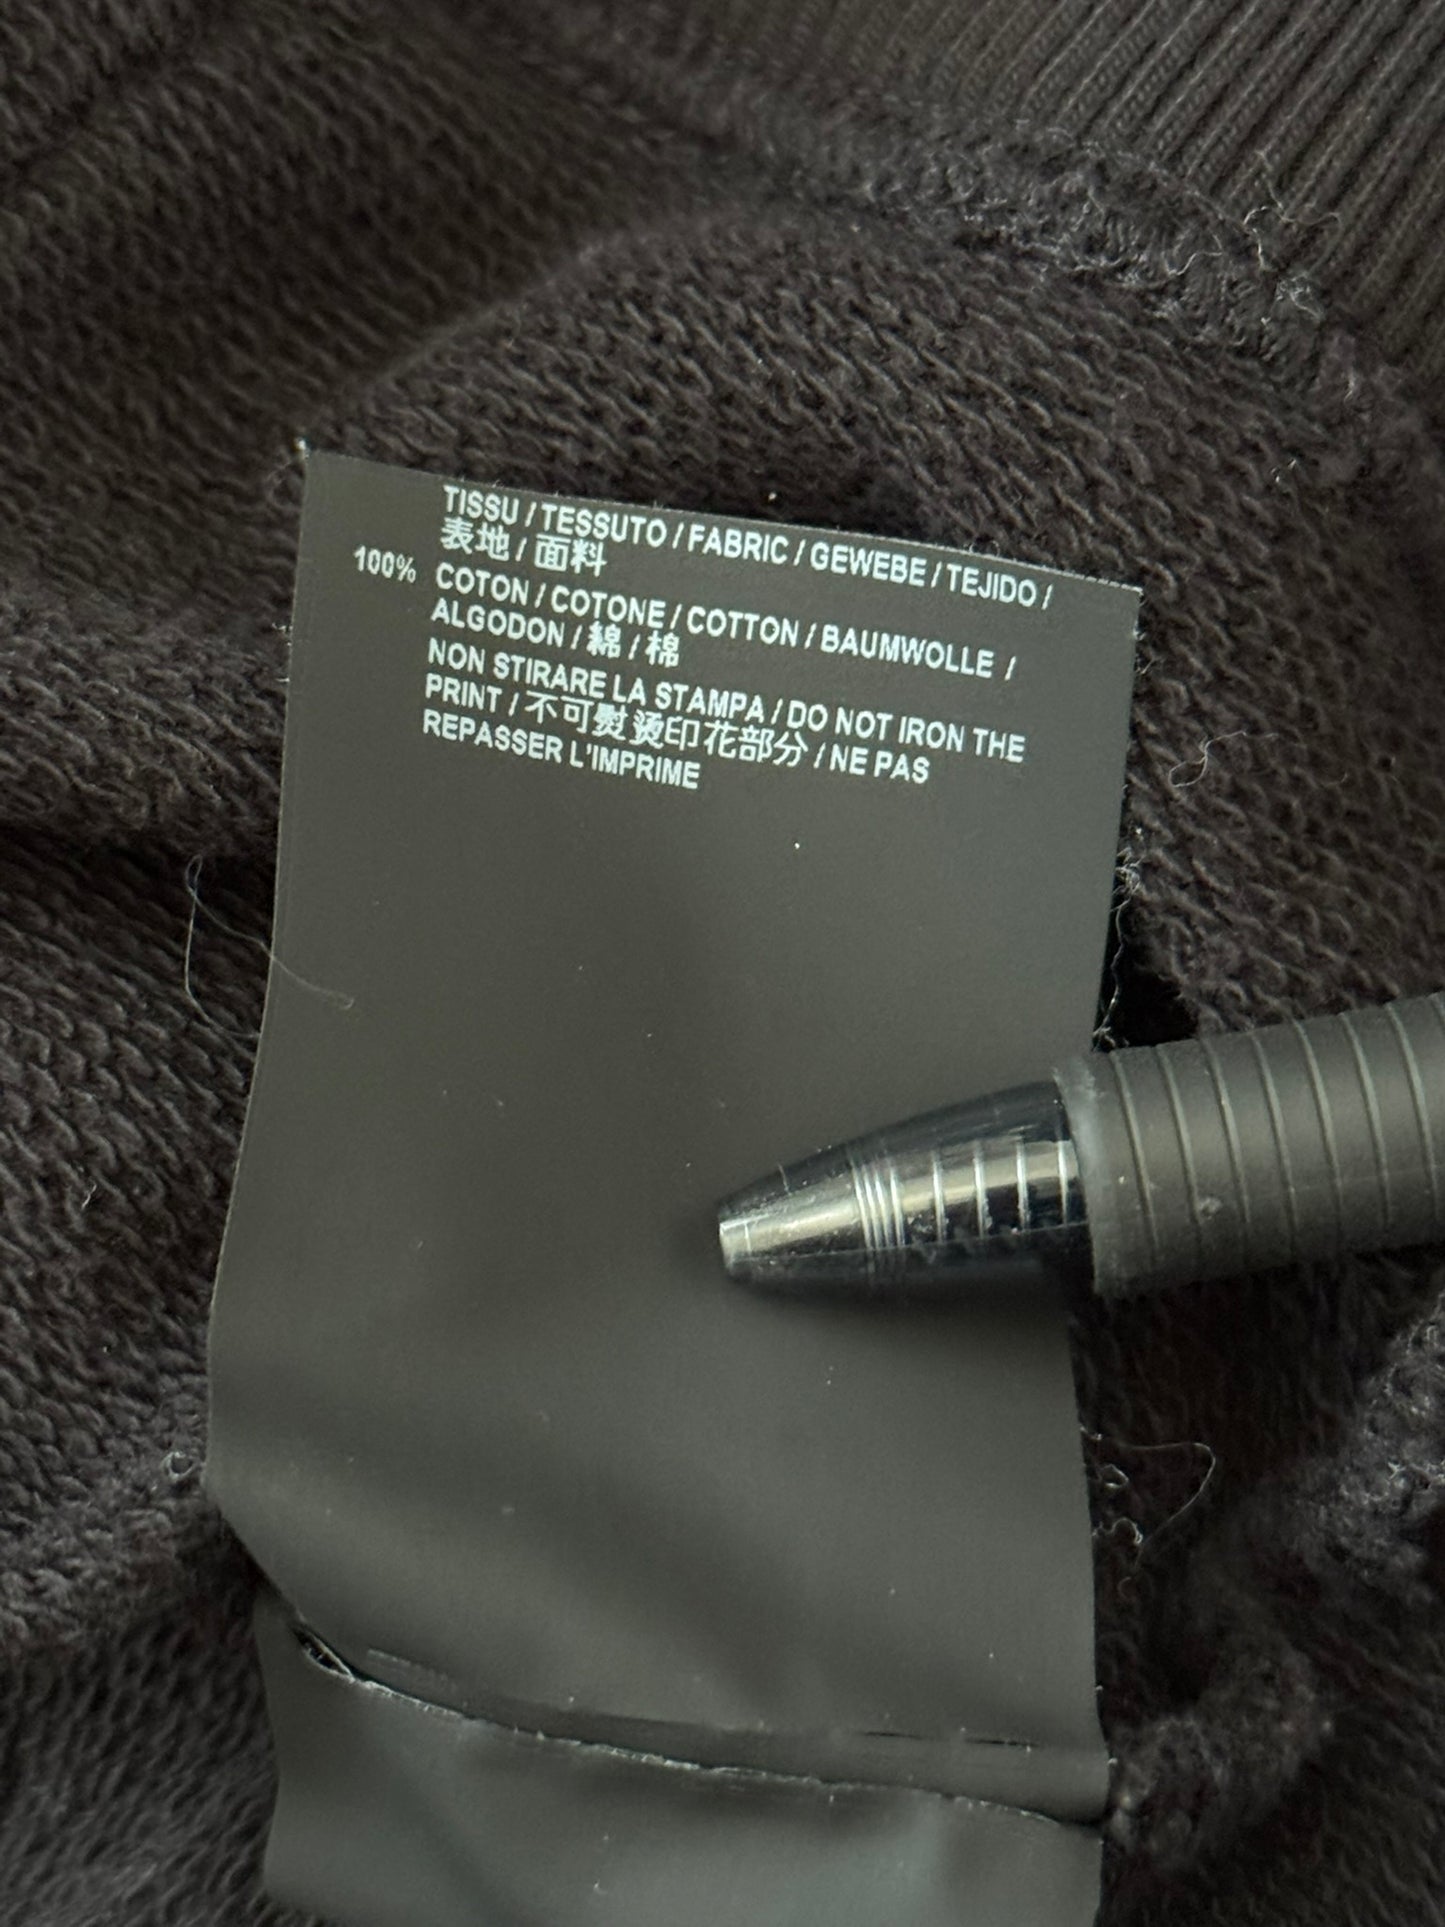 TISSU / TESSUTO / FABRIC / GEWEBE / TEJIDO /
表地 / 面料
100% COTON / COTONE / COTTON / BAUMWOLLE /
ALGODON / 綿 / 棉
NON STIRARE LA STAMPA / DO NOT IRON THE
PRINT / 不可熨燙印花部分 / NE PAS
REPASSER L'IMPRIME